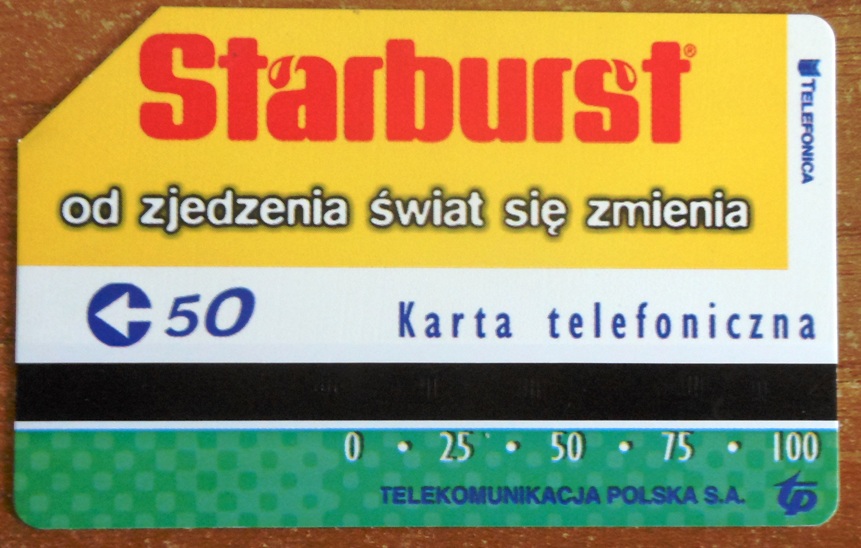 Starburst®
TELEFONICA
od zjedzenia świat się zmienia
50
Karta telefoniczna
0 • 25 • 50 • 75 • 100
TELEKOMUNIKACJA POLSKA S.A. tp